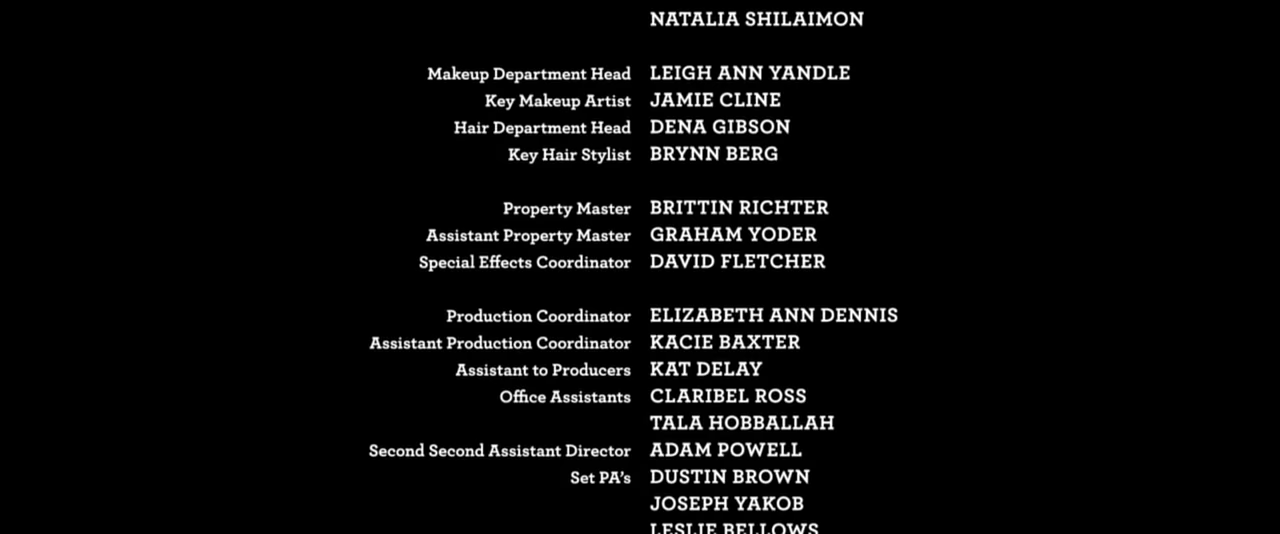 NATALIA SHILAIMON
Makeup Department Head LEIGH ANN YANDLE
Key Makeup Artist JAMIE CLINE
Hair Department Head DENA GIBSON
Key Hair Stylist BRYNN BERG
Property Master BRITTIN RICHTER
Assistant Property Master GRAHAM YODER
Special Effects Coordinator DAVID FLETCHER
Production Coordinator ELIZABETH ANN DENNIS
Assistant Production Coordinator KACIE BAXTER
Assistant to Producers KAT DELAY
Office Assistants CLARIBEL ROSS
TALA HOBBALLAH
Second Second Assistant Director ADAM POWELL
Set PA’s DUSTIN BROWN
JOSEPH YAKOB
LESLIE BELLOWS